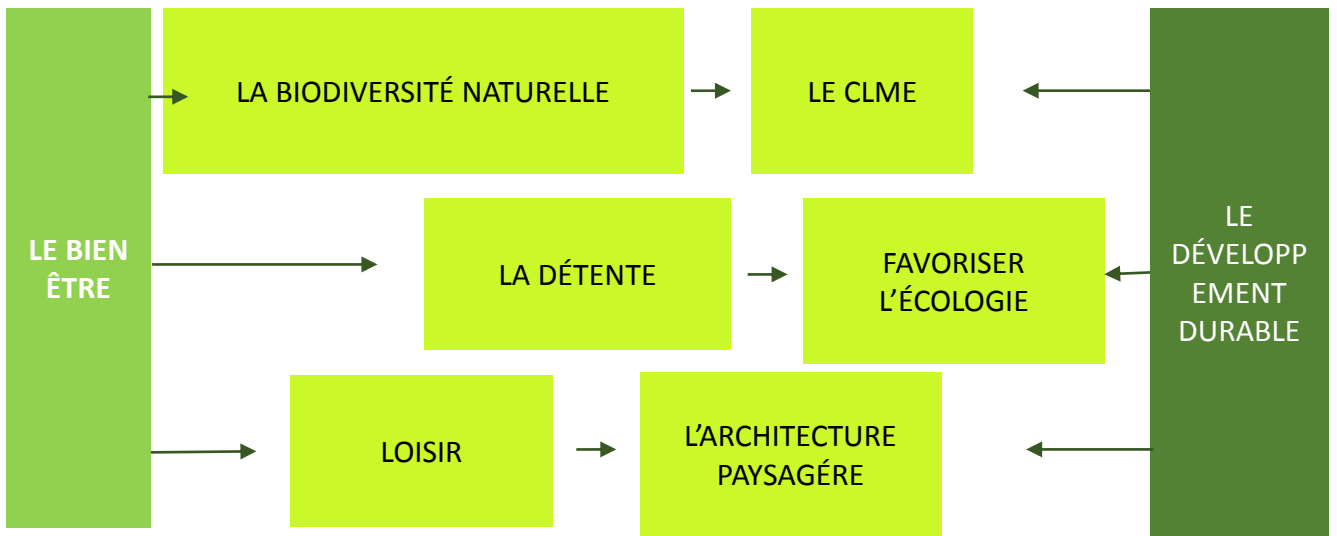 LE BIEN
ÊTRE
LA BIODIVERSITÉ NATURELLE
LE CLME
LA DÉTENTE
FAVORISER
L’ÉCOLOGIE
LOISIR
L’ARCHITECTURE
PAYSAGÉRE
LE
DÉVELOPP
EMENT
DURABLE